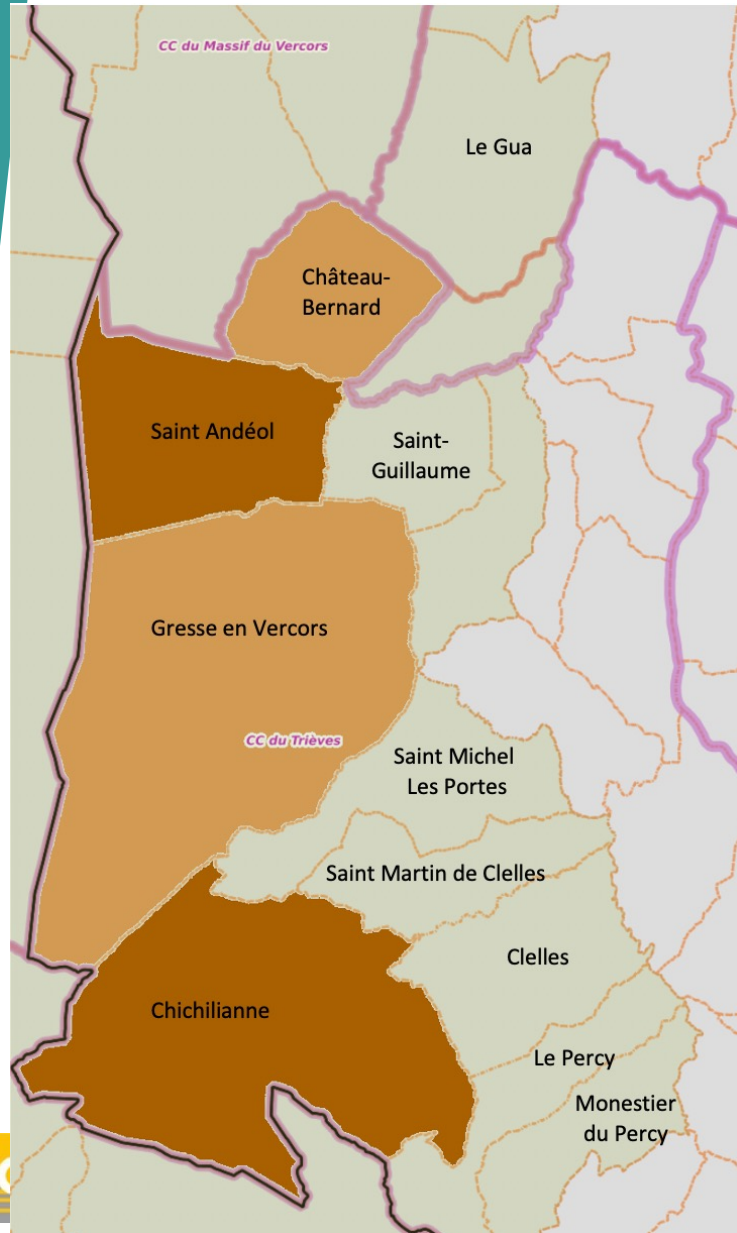 CC du Massif du Vercors
Le Gua
Château-
Bernard
Saint Andéol
Saint-
Guillaume
Gresse en Vercors
CC du Trièves
Saint Michel
Les Portes
Saint Martin de Clelles
Clelles
Chichilianne
Le Percy
Monestier
du Percy